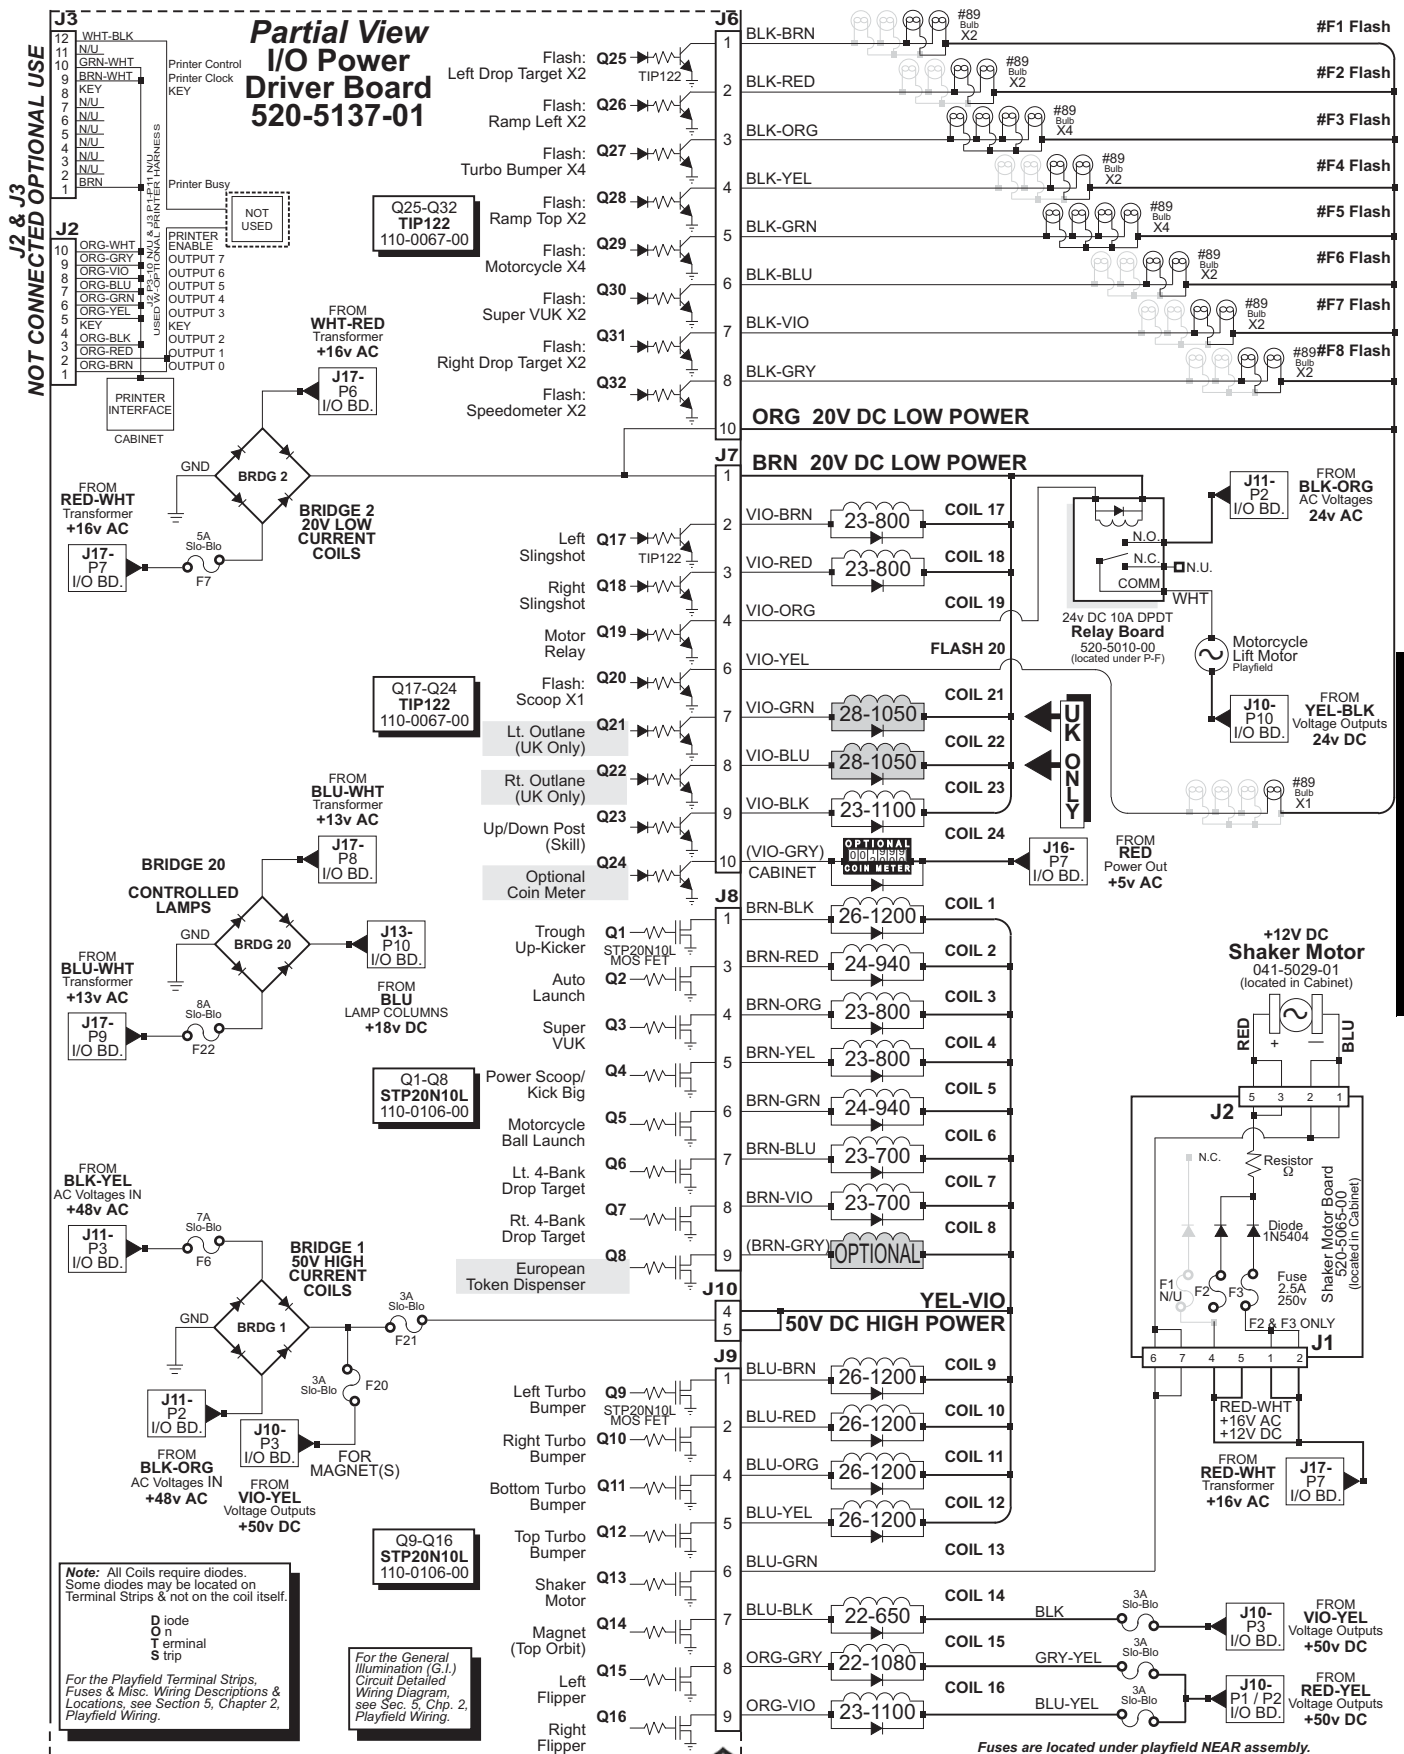 Partial View
I/O Power
Driver Board
520-5137-01
J2 & J3
NOT CONNECTED OPTIONAL USE
J3
12 WHT-BLK
11 N/U
10 GRN-WHT Printer Control
9 BRN-WHT Printer Clock
8 KEY KEY
7 N/U
6 N/U
5 N/U
4 N/U
3 N/U
2 N/U
1 BRN Printer Busy
J2 P3-10 N/U & J3 P1-P11 N/U
USED W-OPTIONAL PRINTER HARNESS
NOT
USED
J2
PRINTER
ENABLE
10 ORG-WHT
9 ORG-GRY OUTPUT 7
8 ORG-VIO OUTPUT 6
7 ORG-BLU OUTPUT 5
6 ORG-GRN OUTPUT 4
5 ORG-YEL OUTPUT 3
4 KEY KEY
3 ORG-BLK OUTPUT 2
2 ORG-RED OUTPUT 1
1 ORG-BRN OUTPUT 0
PRINTER
INTERFACE
CABINET
Q25-Q32
TIP122
110-0067-00
J6
Flash:
Left Drop Target X2
Q25
TIP122
1 BLK-BRN
#89
Bulb
X2
#F1 Flash
Flash:
Ramp Left X2
Q26
2 BLK-RED
#89
Bulb
X2
#F2 Flash
Flash:
Turbo Bumper X4
Q27
3 BLK-ORG
#89
Bulb
X4
#F3 Flash
Flash:
Ramp Top X2
Q28
4 BLK-YEL
#89
Bulb
X2
#F4 Flash
Flash:
Motorcycle X4
Q29
5 BLK-GRN
#89
Bulb
X4
#F5 Flash
Flash:
Super VUK X2
Q30
6 BLK-BLU
#89
Bulb
X2
#F6 Flash
Flash:
Right Drop Target X2
Q31
7 BLK-VIO
#89
Bulb
X2
#F7 Flash
Flash:
Speedometer X2
Q32
8 BLK-GRY
#89
Bulb
X2
#F8 Flash
10 ORG 20V DC LOW POWER
FROM
WHT-RED
Transformer
+16v AC
J17-
P6
I/O BD.
GND
BRDG 2
BRIDGE 2
20V LOW
CURRENT
COILS
FROM
RED-WHT
Transformer
+16v AC
J17-
P7
I/O BD.
5A
Slo-Blo
F7
J7
1 BRN 20V DC LOW POWER
Left
Slingshot
Q17
TIP122
2 VIO-BRN
23-800
COIL 17
Right
Slingshot
Q18
3 VIO-RED
23-800
COIL 18
Motor
Relay
Q19
4 VIO-ORG
COIL 19
Flash:
Scoop X1
Q20
6 VIO-YEL
FLASH 20
Lt. Outlane
(UK Only)
Q21
7 VIO-GRN
28-1050
COIL 21
Rt. Outlane
(UK Only)
Q22
8 VIO-BLU
28-1050
COIL 22
UK ONLY
Up/Down Post
(Skill)
Q23
9 VIO-BLK
23-1100
COIL 23
Optional
Coin Meter
Q24
10 (VIO-GRY)
CABINET
OPTIONAL
COIN METER
COIL 24
J16-
P7
I/O BD.
FROM
RED
Power Out
+5v AC
Q17-Q24
TIP122
110-0067-00
N.O.
N.C.
N.U.
COMM
WHT
24v DC 10A DPDT
Relay Board
520-5010-00
(located under P-F)
J11-
P2
I/O BD.
FROM
BLK-ORG
AC Voltages
24v AC
Motorcycle
Lift Motor
Playfield
J10-
P10
I/O BD.
FROM
YEL-BLK
Voltage Outputs
24v DC
#89
Bulb
X1
BRIDGE 20
CONTROLLED
LAMPS
FROM
BLU-WHT
Transformer
+13v AC
J17-
P8
I/O BD.
GND
BRDG 20
J13-
P10
I/O BD.
FROM
BLU
LAMP COLUMNS
+18v DC
FROM
BLU-WHT
Transformer
+13v AC
J17-
P9
I/O BD.
8A
Slo-Blo
F22
J8
Trough
Up-Kicker
Q1
STP20N10L
MOS FET
1 BRN-BLK
26-1200
COIL 1
Auto
Launch
Q2
3 BRN-RED
24-940
COIL 2
Super
VUK
Q3
4 BRN-ORG
23-800
COIL 3
Power Scoop/
Kick Big
Q4
5 BRN-YEL
23-800
COIL 4
Motorcycle
Ball Launch
Q5
6 BRN-GRN
24-940
COIL 5
Lt. 4-Bank
Drop Target
Q6
7 BRN-BLU
23-700
COIL 6
Rt. 4-Bank
Drop Target
Q7
8 BRN-VIO
23-700
COIL 7
European
Token Dispenser
Q8
9 (BRN-GRY)
OPTIONAL
COIL 8
Q1-Q8
STP20N10L
110-0106-00
+12V DC
Shaker Motor
041-5029-01
(located in Cabinet)
RED
+
—
BLU
J2
5 3 2 1
N.C.
Resistor
Ω
Diode
1N5404
F1
N/U
F2
F3
Fuse
2.5A
250v
F2 & F3 ONLY
Shaker Motor Board
520-5065-00
(located in Cabinet)
J1
6 7 4 5 1 2
RED-WHT
+16V AC
+12V DC
FROM
RED-WHT
Transformer
+16v AC
J17-
P7
I/O BD.
FROM
BLK-YEL
AC Voltages IN
+48v AC
J11-
P3
I/O BD.
7A
Slo-Blo
F6
BRIDGE 1
50V HIGH
CURRENT
COILS
GND
BRDG 1
3A
Slo-Blo
F21
3A
Slo-Blo
F20
J11-
P2
I/O BD.
FROM
BLK-ORG
AC Voltages IN
+48v AC
J10-
P3
I/O BD.
FOR
MAGNET(S)
FROM
VIO-YEL
Voltage Outputs
+50v DC
J10
4
5
YEL-VIO
50V DC HIGH POWER
J9
Left Turbo
Bumper
Q9
STP20N10L
MOS FET
1 BLU-BRN
26-1200
COIL 9
Right Turbo
Bumper
Q10
2 BLU-RED
26-1200
COIL 10
Bottom Turbo
Bumper
Q11
4 BLU-ORG
26-1200
COIL 11
Top Turbo
Bumper
Q12
5 BLU-YEL
26-1200
COIL 12
Shaker
Motor
Q13
6 BLU-GRN
COIL 13
Magnet
(Top Orbit)
Q14
7 BLU-BLK
22-650
COIL 14
BLK
3A
Slo-Blo
J10-
P3
I/O BD.
FROM
VIO-YEL
Voltage Outputs
+50v DC
Left
Flipper
Q15
8 ORG-GRY
22-1080
COIL 15
GRY-YEL
3A
Slo-Blo
Right
Flipper
Q16
9 ORG-VIO
23-1100
COIL 16
BLU-YEL
3A
Slo-Blo
J10-
P1 / P2
I/O BD.
FROM
RED-YEL
Voltage Outputs
+50v DC
Q9-Q16
STP20N10L
110-0106-00
Note: All Coils require diodes.
Some diodes may be located on
Terminal Strips & not on the coil itself.
D iode
O n
T erminal
S trip
For the Playfield Terminal Strips,
Fuses & Misc. Wiring Descriptions &
Locations, see Section 5, Chapter 2,
Playfield Wiring.
For the General
Illumination (G.I.)
Circuit Detailed
Wiring Diagram,
see Sec. 5, Chp. 2,
Playfield Wiring.
Fuses are located under playfield NEAR assembly.